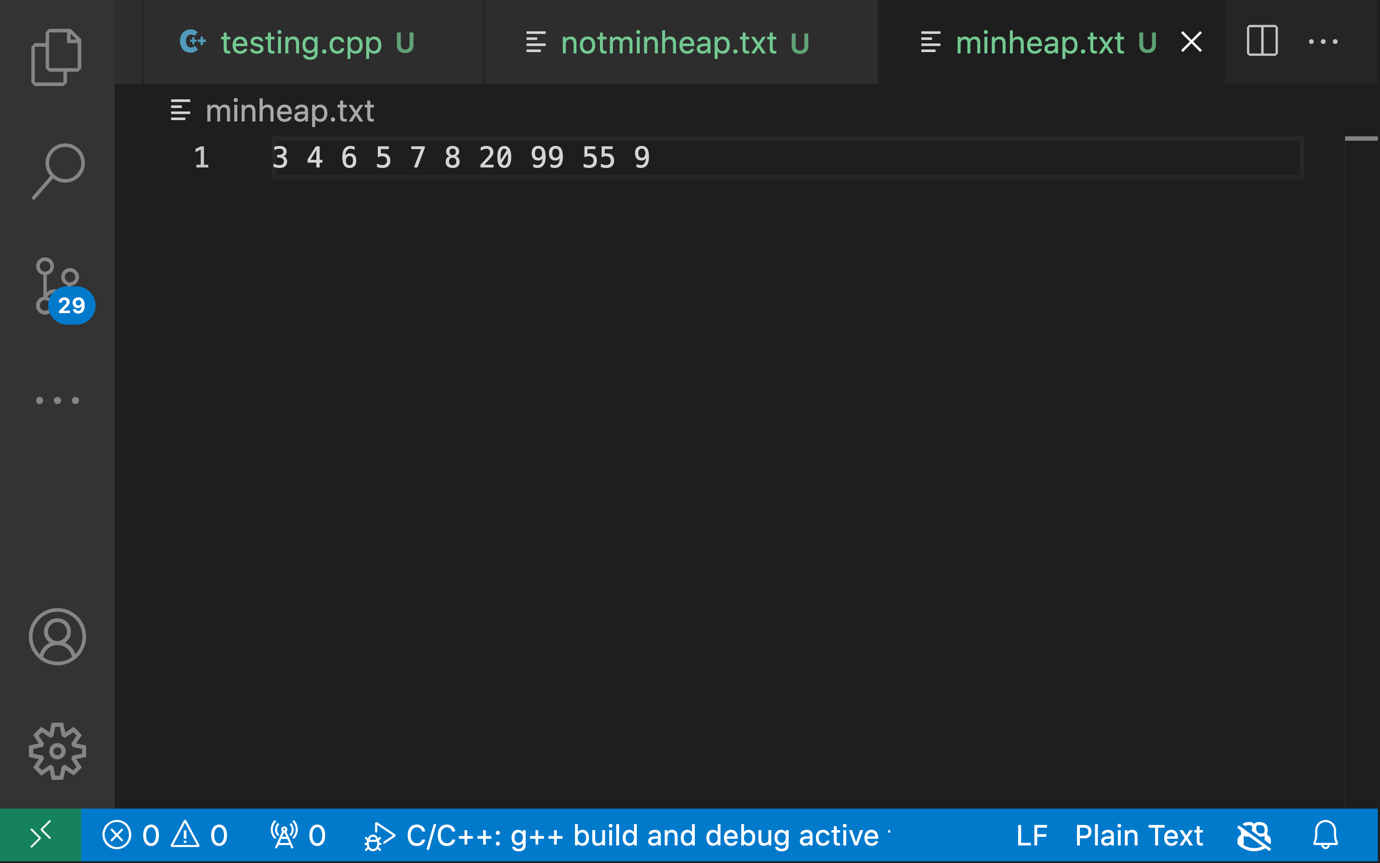 testing.cpp U notminheap.txt U minheap.txt U
minheap.txt
1 3 4 6 5 7 8 20 99 55 9
29
0 0 0 C/C++: g++ build and debug active LF Plain Text